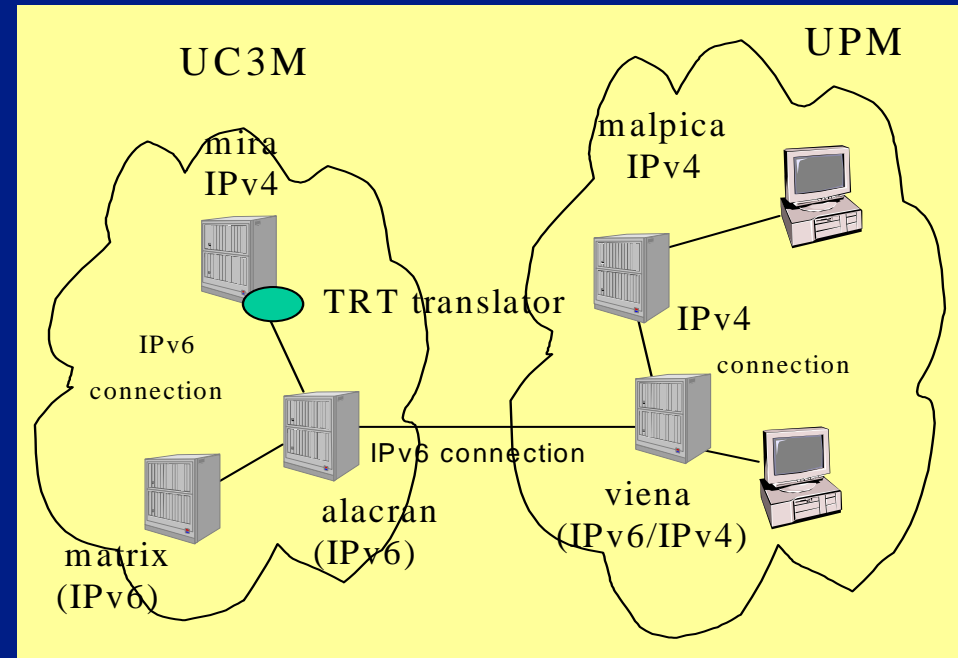 UC3M
UPM
mira
IPv4
malpica
IPv4
TRT translator
IPv4
connection
IPv6
connection
IPv6 connection
alacran
(IPv6)
viena
(IPv6/IPv4)
matrix
(IPv6)